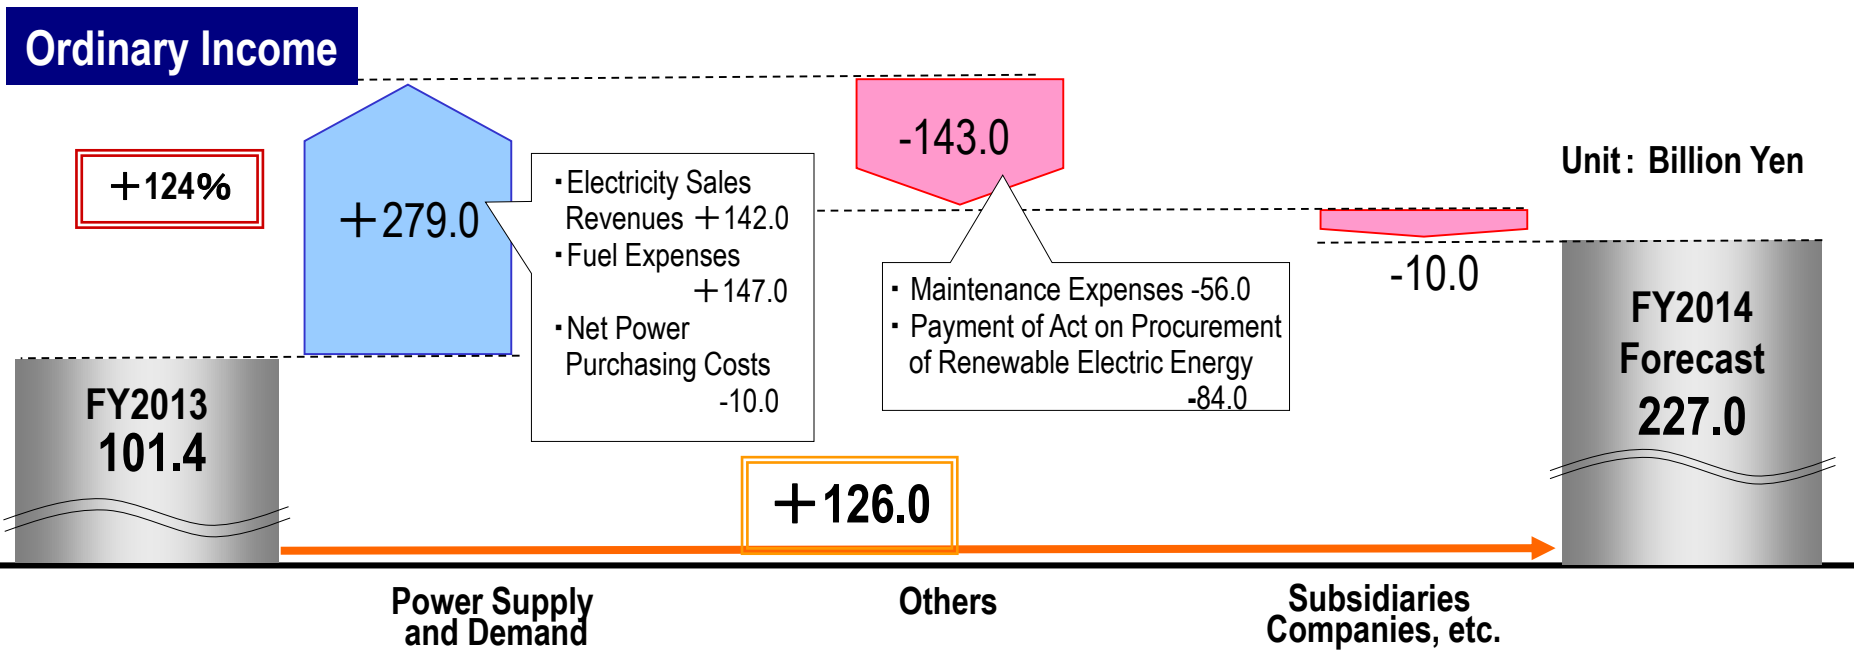 Ordinary Income
＋124%
＋279.0
・Electricity Sales
Revenues ＋142.0
・Fuel Expenses
＋147.0
・Net Power
Purchasing Costs
-10.0
-143.0
・ Maintenance Expenses -56.0
・ Payment of Act on Procurement
of Renewable Electric Energy
-84.0
Unit： Billion Yen
-10.0
FY2013
101.4
FY2014
Forecast
227.0
＋126.0
Power Supply
and Demand
Others
Subsidiaries
Companies, etc.